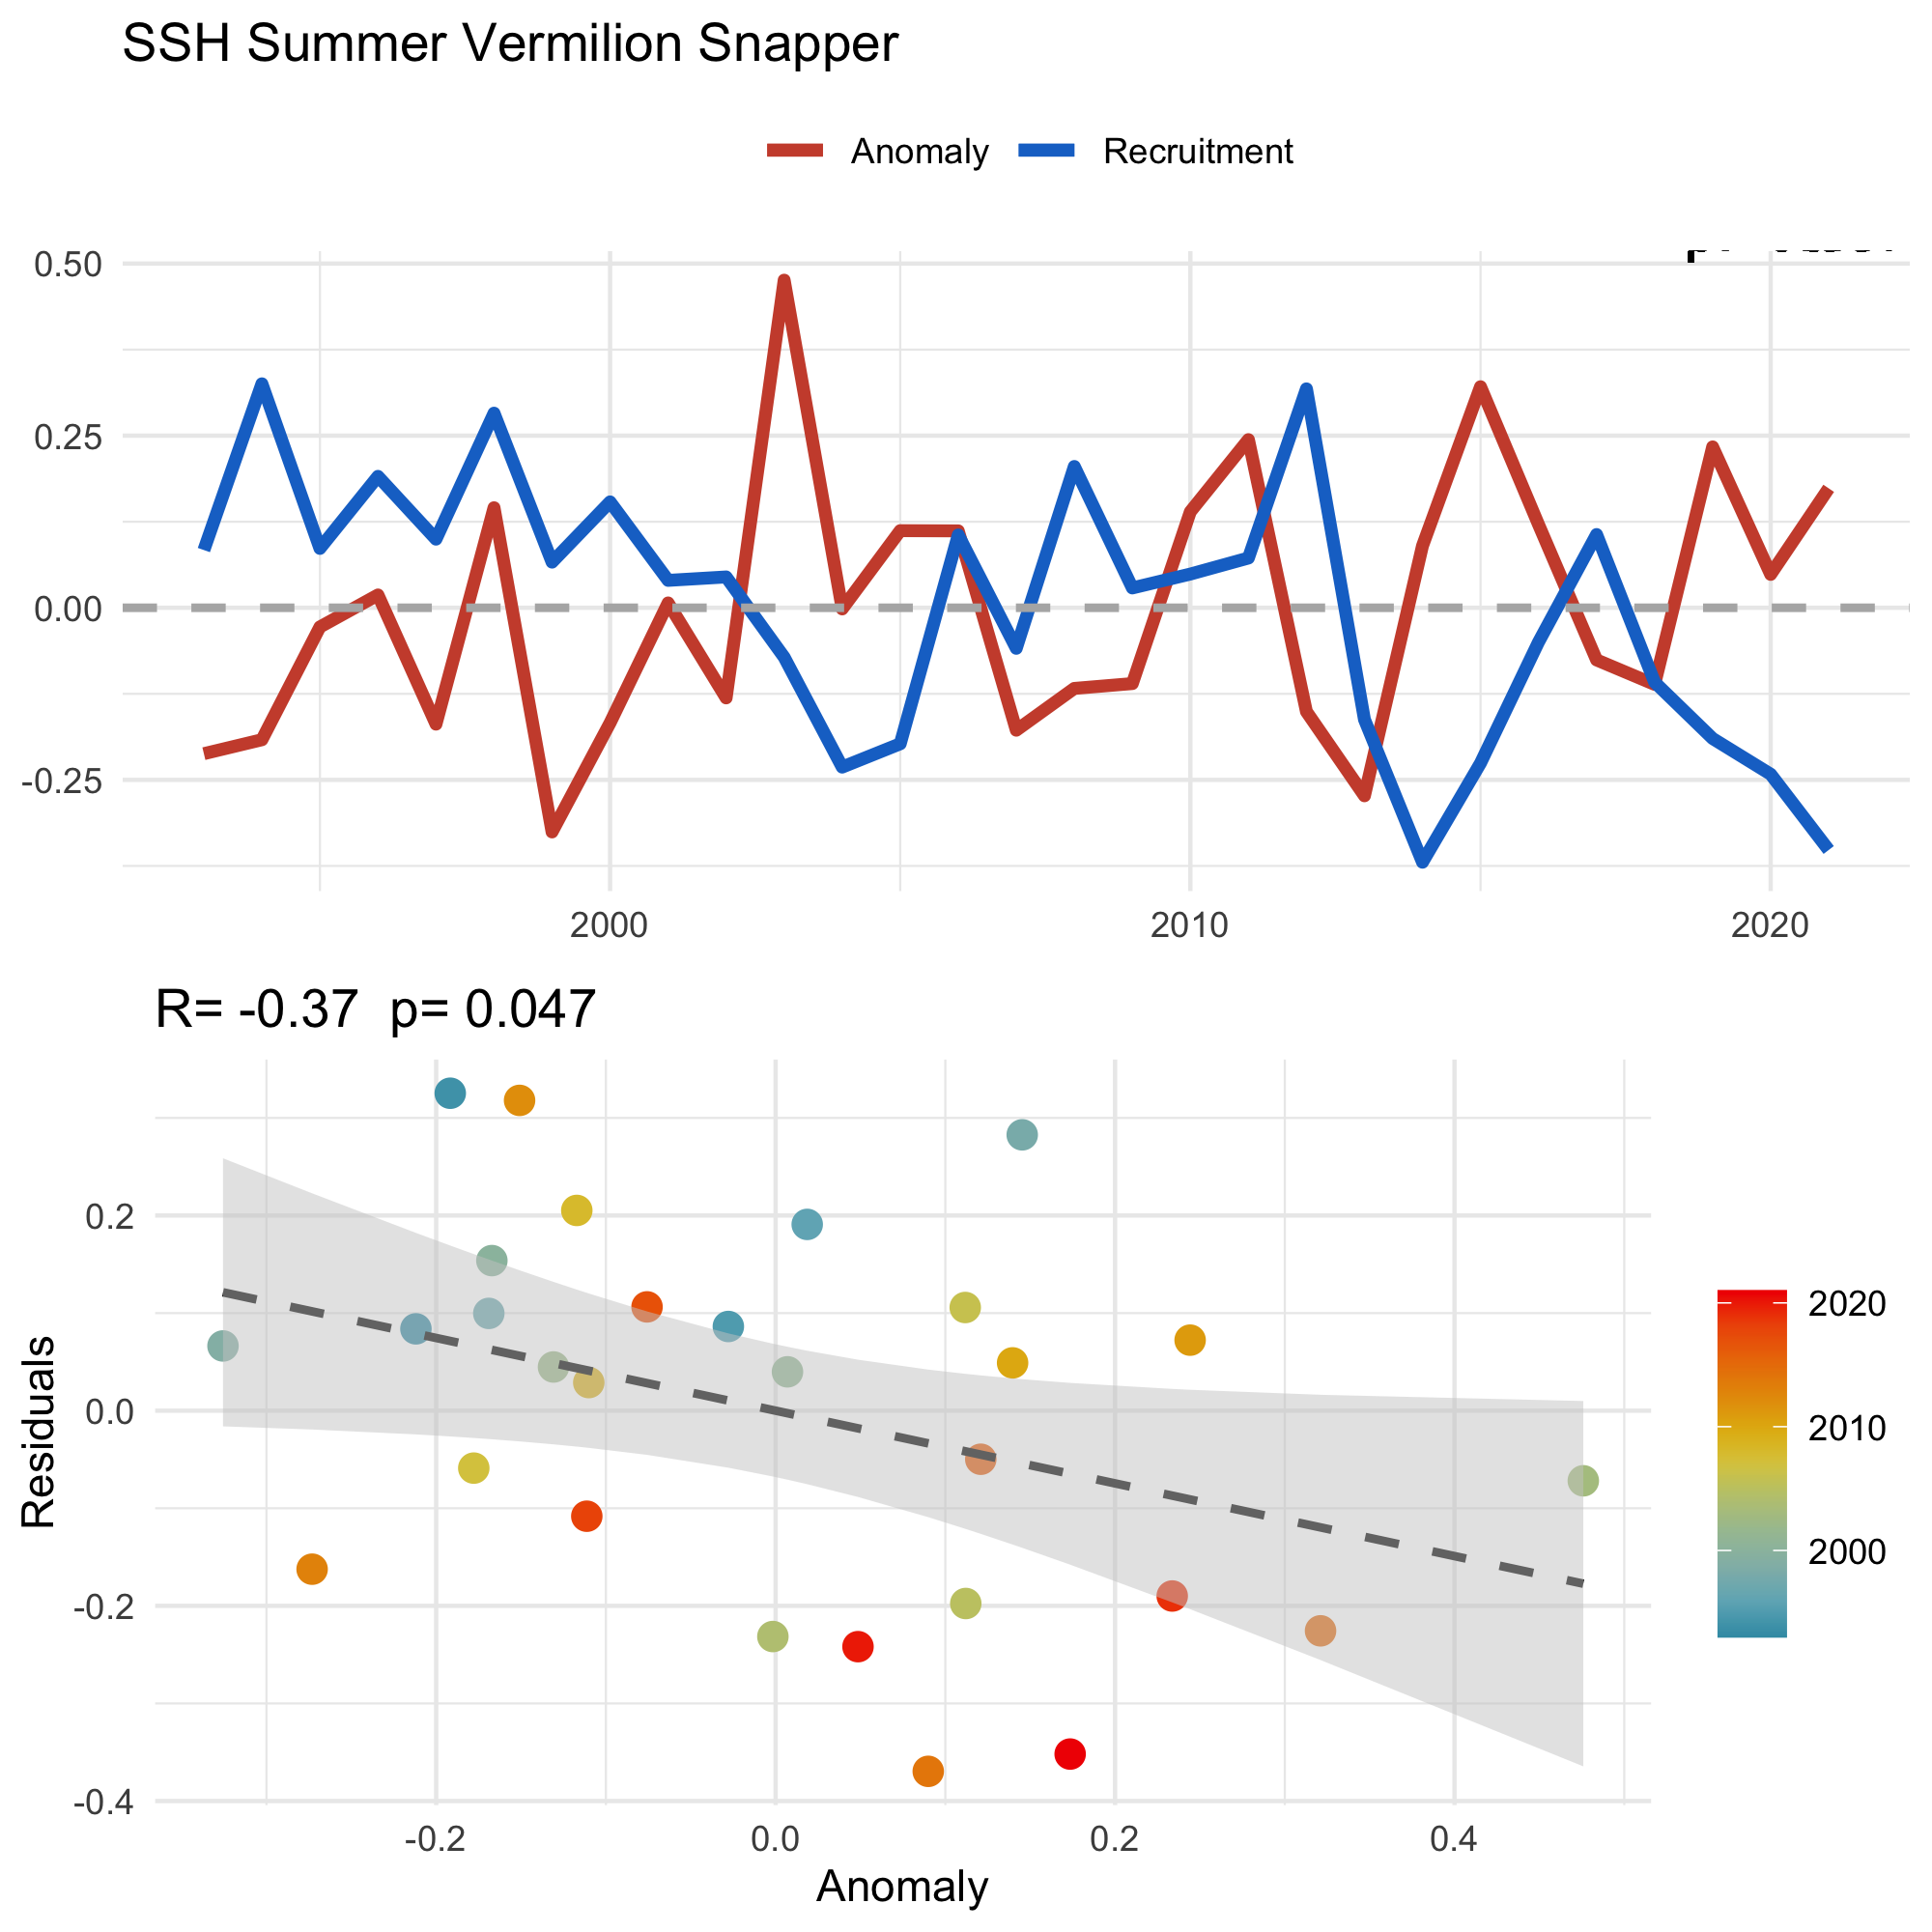 SSH Summer Vermilion Snapper
Anomaly Recruitment
0.50
0.25
0.00
-0.25
2000 2010 2020
R= -0.37 p= 0.047
Residuals
0.2
0.0
-0.2
-0.4
-0.2 0.0 0.2 0.4
Anomaly
2020
2010
2000